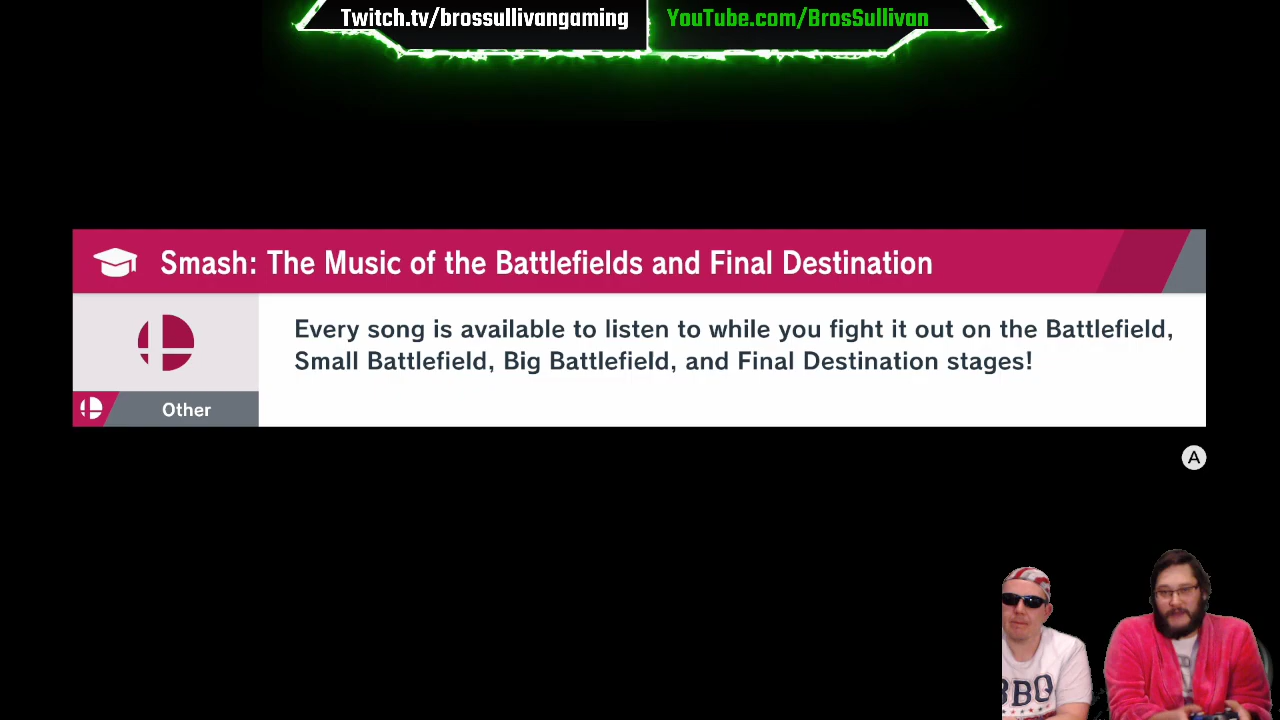 Twitch.tv/brossullivangaming
YouTube.com/BrosSullivan
Smash: The Music of the Battlefields and Final Destination
Every song is available to listen to while you fight it out on the Battlefield,
Small Battlefield, Big Battlefield, and Final Destination stages!
Other
A
BBQ